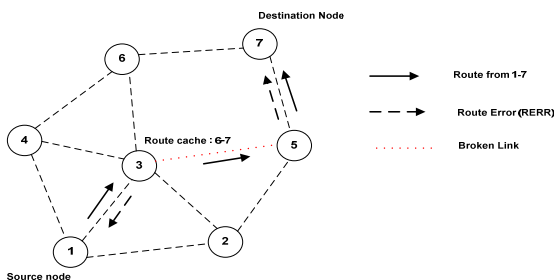 Destination Node
7
6
Route from 1-7
Route Error (RERR)
Route cache : 6-7
5
4
Broken Link
3
2
1
Source node